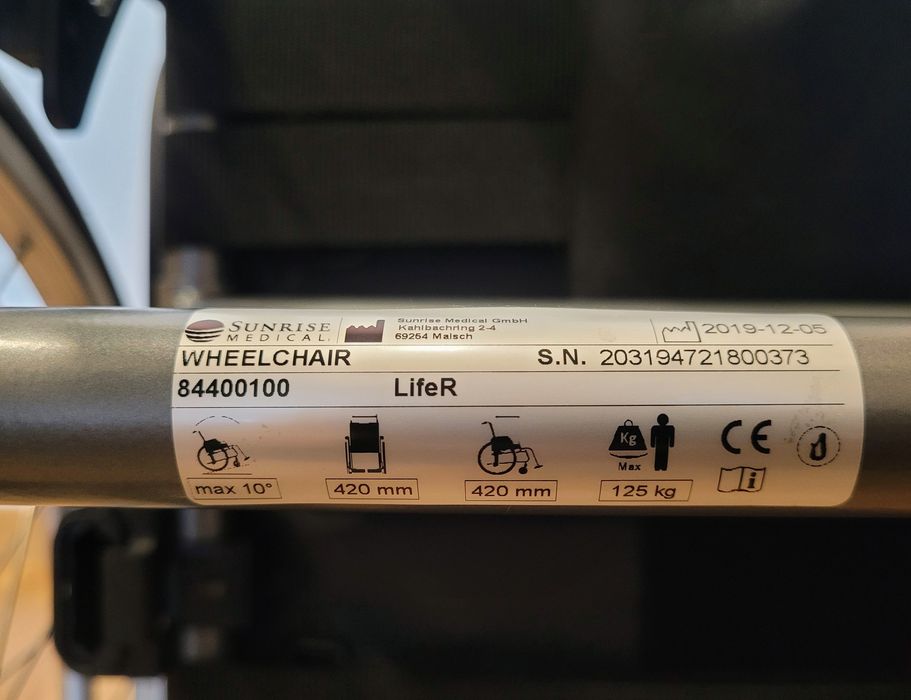 SUNRISE
MEDICAL.
Sunrise Medical GmbH
Kahlbachring 2-4
69254 Malsch
2019-12-05
WHEELCHAIR S.N. 203194721800373
84400100 LifeR
Kg
Max
CE
i
max 10°
420 mm
420 mm
125 kg